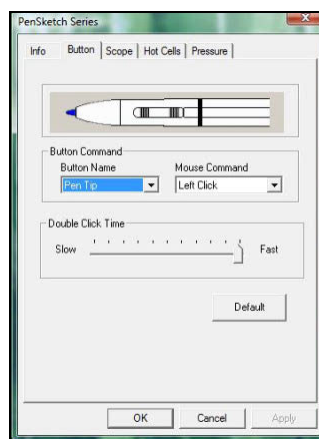 PenSketch Series
Info Button Scope Hot Cells Pressure
Button Command
Button Name Mouse Command
Pen Tip Left Click
Double Click Time
Slow Fast
Default
OK Cancel Apply